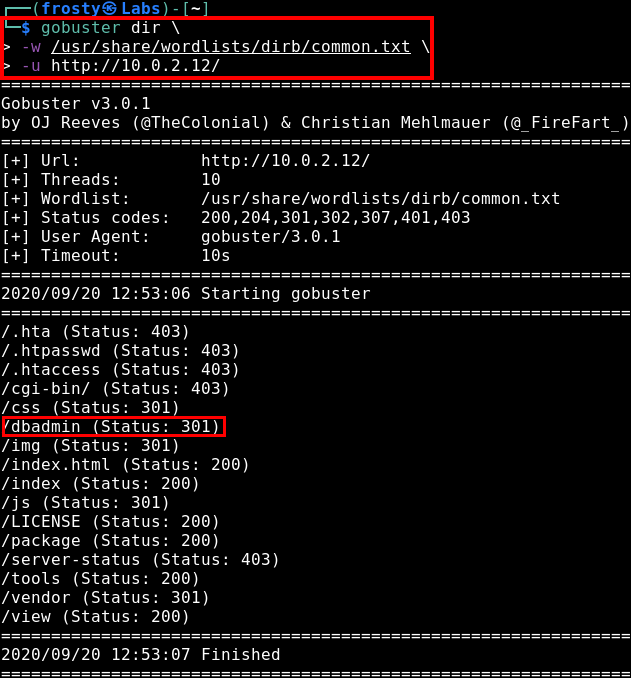 ┌──(frosty㉿Labs)-[~]
└─$ gobuster dir \
> -w /usr/share/wordlists/dirb/common.txt \
> -u http://10.0.2.12/
===============================================================
Gobuster v3.0.1
by OJ Reeves (@TheColonial) & Christian Mehlmauer (@_FireFart_)
===============================================================
[+] Url:            http://10.0.2.12/
[+] Threads:        10
[+] Wordlist:       /usr/share/wordlists/dirb/common.txt
[+] Status codes:   200,204,301,302,307,401,403
[+] User Agent:     gobuster/3.0.1
[+] Timeout:        10s
===============================================================
2020/09/20 12:53:06 Starting gobuster
===============================================================
/.hta (Status: 403)
/.htpasswd (Status: 403)
/.htaccess (Status: 403)
/cgi-bin/ (Status: 403)
/css (Status: 301)
/dbadmin (Status: 301)
/img (Status: 301)
/index.html (Status: 200)
/index (Status: 200)
/js (Status: 301)
/LICENSE (Status: 200)
/package (Status: 200)
/server-status (Status: 403)
/tools (Status: 200)
/vendor (Status: 301)
/view (Status: 200)
===============================================================
2020/09/20 12:53:07 Finished
===============================================================